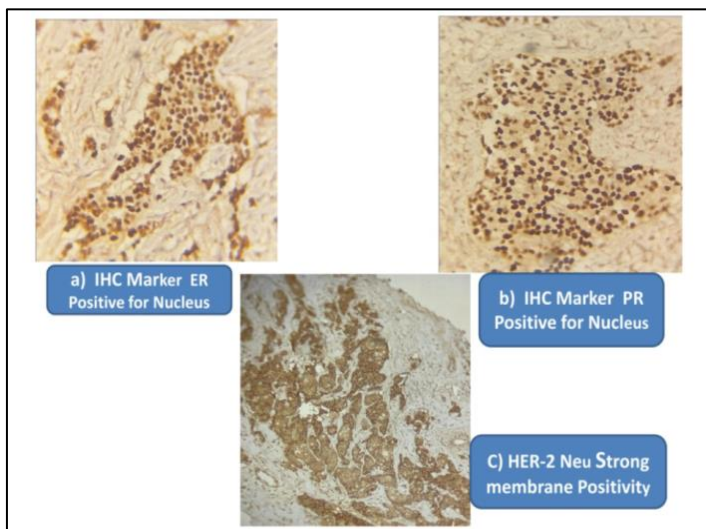 a) IHC Marker ER
Positive for Nucleus
b) IHC Marker PR
Positive for Nucleus
C) HER-2 Neu Strong
membrane Positivity